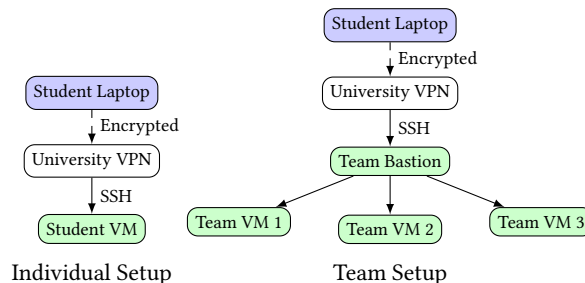 Student Laptop
Encrypted
University VPN
SSH
Student VM
Individual Setup
Student Laptop
Encrypted
University VPN
SSH
Team Bastion
Team VM 1
Team VM 2
Team VM 3
Team Setup